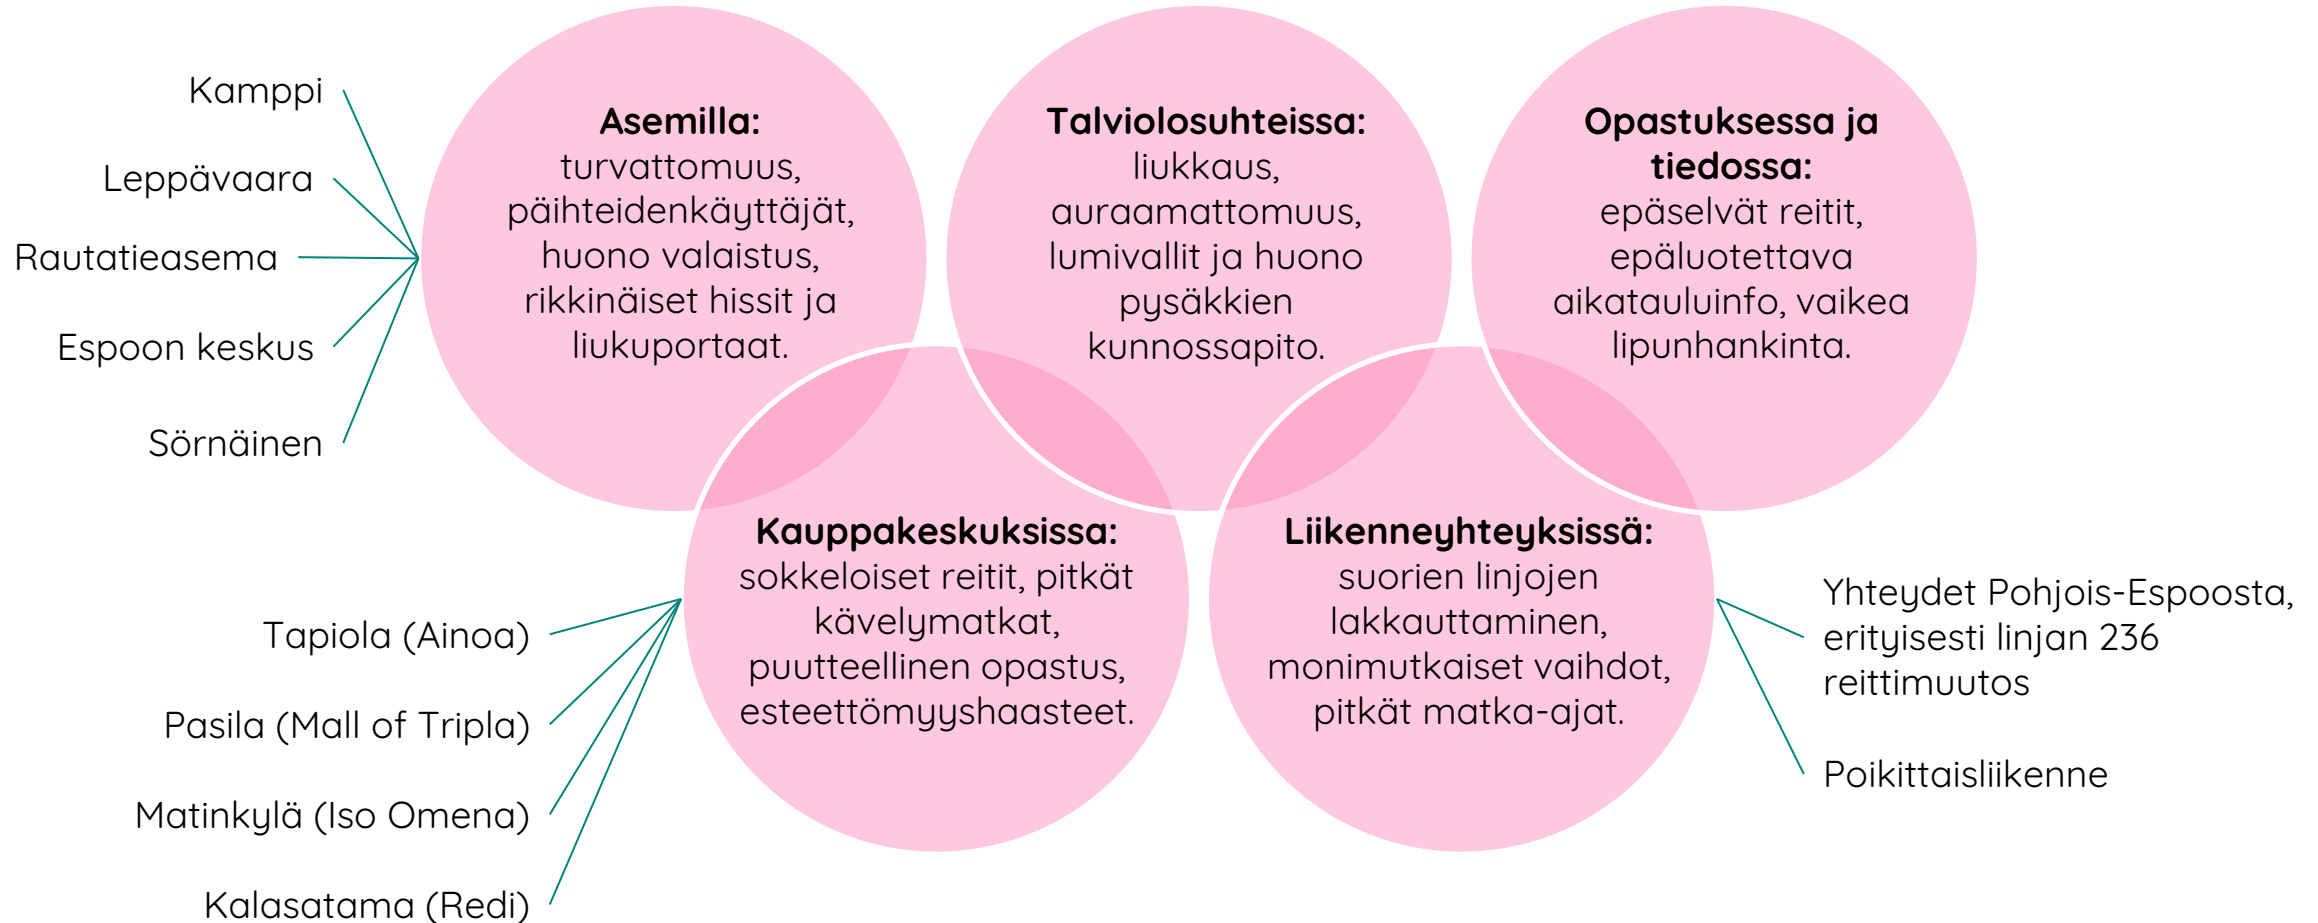 Kamppi
Leppävaara
Rautatieasema
Espoon keskus
Sörnäinen
Asemilla:
turvattomuus,
päihteidenkäyttäjät,
huono valaistus,
rikkinäiset hissit ja
liukuportaat.
Talviolosuhteissa:
liukkaus,
auraamattomuus,
lumivallit ja huono
pysäkkien
kunnossapito.
Opastuksessa ja
tiedossa:
epäselvät reitit,
epäluotettava
aikatauluinfo, vaikea
lipunhankinta.
Tapiola (Ainoa)
Pasila (Mall of Tripla)
Matinkylä (Iso Omena)
Kalasatama (Redi)
Kauppakeskuksissa:
sokkeloiset reitit, pitkät
kävelymatkat,
puutteellinen opastus,
esteettömyyshaasteet.
Liikenneyhteyksissä:
suorien linjojen
lakkauttaminen,
monimutkaiset vaihdot,
pitkät matka-ajat.
Yhteydet Pohjois-Espoosta,
erityisesti linjan 236
reittimuutos
Poikittaisliikenne